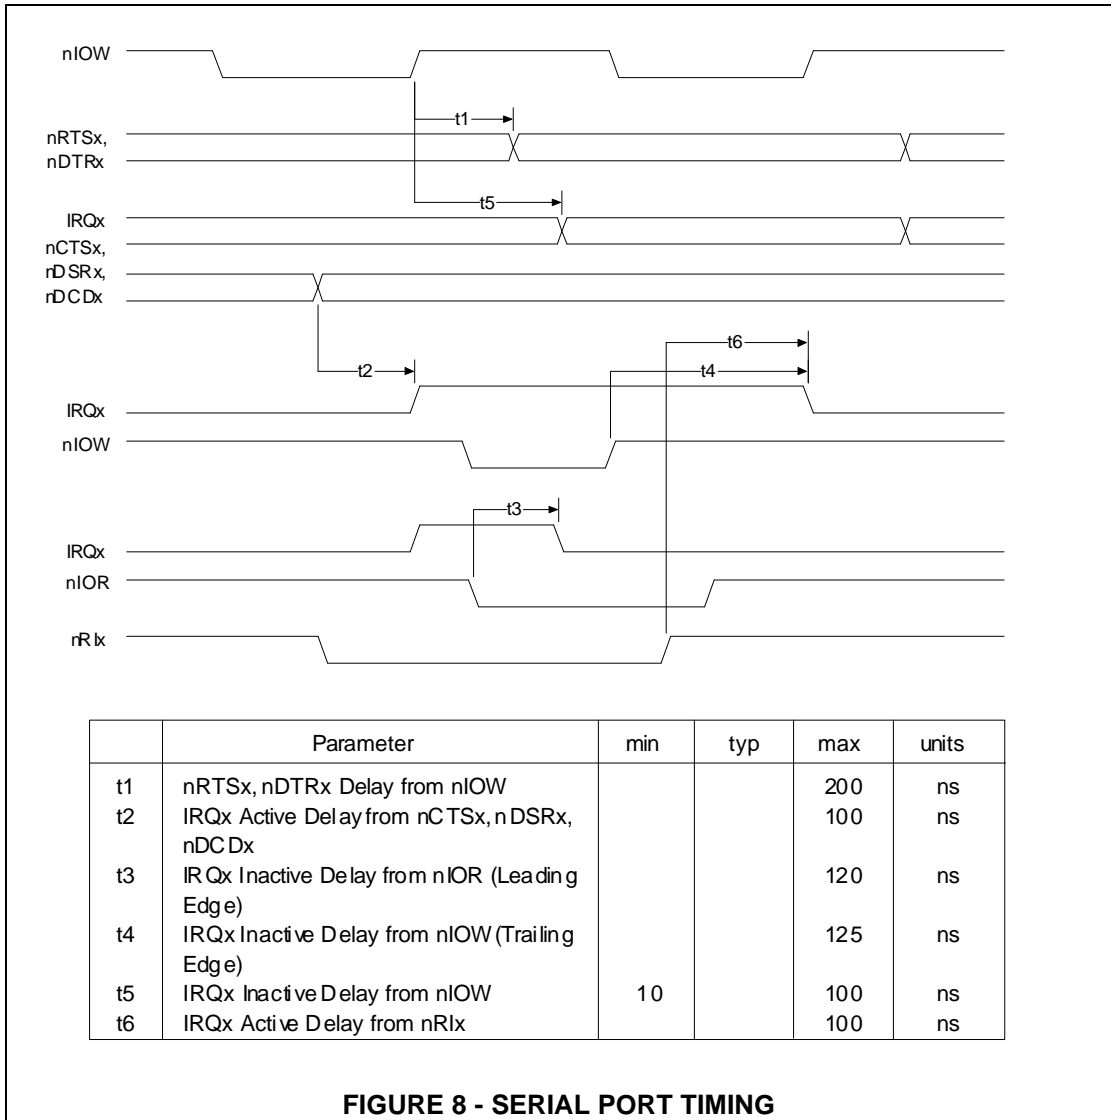 nIOW
t1
nRTSx,
nDTRx
t5
IRQx
nCTSx,
nDSRx,
nDCDx
t6
t2
t4
IRQx
nIOW
t3
IRQx
nIOR
nRIx
Parameter min typ max units
t1 nRTSx, nDTRx Delay from nIOW 200 ns
t2 IRQx Active Delay from nCTSx, nDSRx, 100 ns
nDCDx
t3 IRQx Inactive Delay from nIOR (Leading 120 ns
Edge)
t4 IRQx Inactive Delay from nIOW (Trailing 125 ns
Edge)
t5 IRQx Inactive Delay from nIOW 10 100 ns
t6 IRQx Active Delay from nRIx 100 ns
FIGURE 8 - SERIAL PORT TIMING